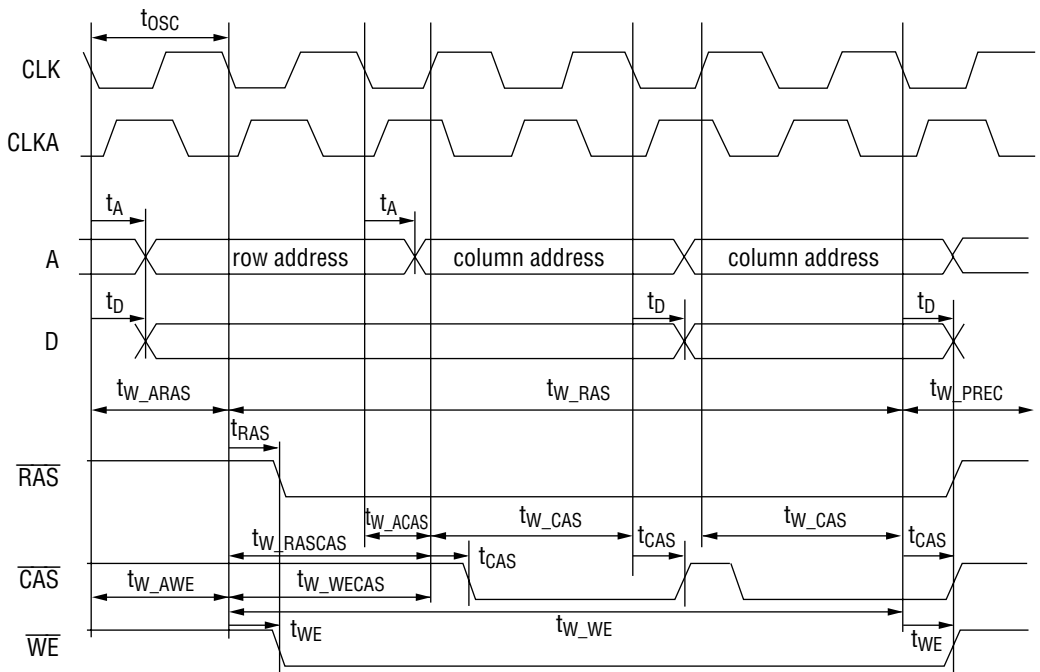 tOSC
CLK
CLKA
tA tA
A row address column address column address
tD tD tD
D
tW_ARAS tW_RAS tW_PREC
tRAS
RAS
tW_ACAS tW_CAS tW_CAS
tW_RASCAS tCAS tCAS tCAS
CAS
tW_AWE tW_WECAS
tWE tW_WE tWE
WE